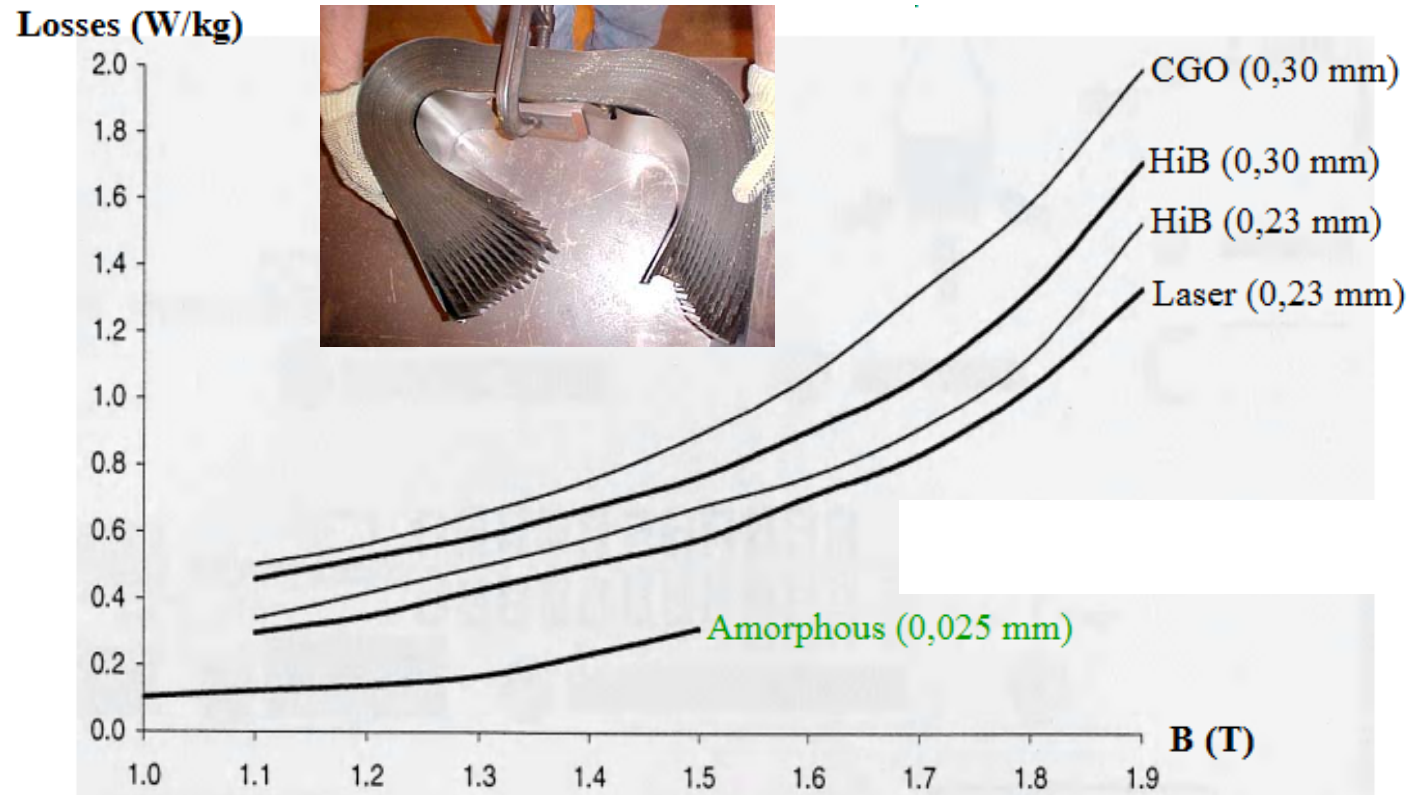 Losses (W/kg)
2.0
1.8
1.6
1.4
1.2
1.0
0.8
0.6
0.4
0.2
0.0
CGO (0,30 mm)
HiB (0,30 mm)
HiB (0,23 mm)
Laser (0,23 mm)
Amorphous (0,025 mm)
B (T)
1.0 1.1 1.2 1.3 1.4 1.5 1.6 1.7 1.8 1.9